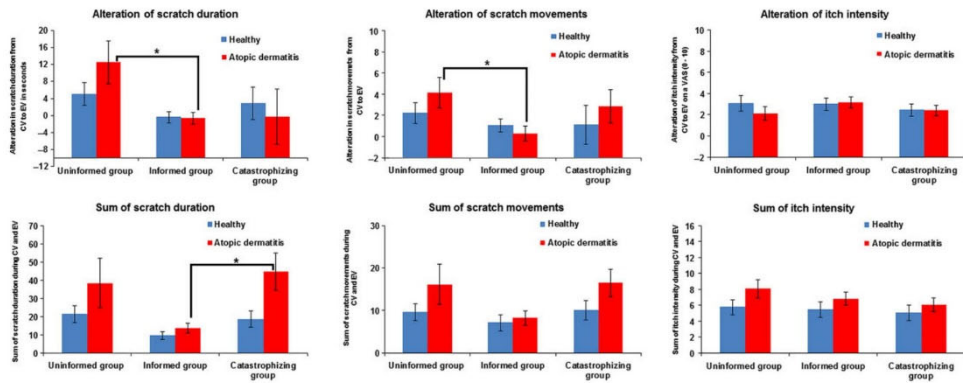 Alteration of scratch duration
Alteration in scratch duration from
CV to EV in seconds
20
16
12
8
4
0
−4
−8
−12
Healthy
Atopic dermatitis
*
Uninformed group
Informed group
Catastrophizing
group
Alteration of scratch movements
Alteration in scratch movemets from
CV to EV
10
8
6
4
2
0
−2
Healthy
Atopic dermatitis
*
Uninformed group
Informed group
Catastrophizing
group
Alteration of itch intensity
Alteration of itch intensity from
CV to EV on a VAS (0 - 10)
10
8
6
4
2
0
−2
Healthy
Atopic dermatitis
Uninformed group
Informed group
Catastrophizing
group
Sum of scratch duration
Sum of scratch duration during CV and EV
70
60
50
40
30
20
10
0
Healthy
Atopic dermatitis
*
Uninformed group
Informed group
Catastrophizing
group
Sum of scratch movements
Sum of scratch movements during
CV and EV
30
20
10
0
Healthy
Atopic dermatitis
Uninformed group
Informed group
Catastrophizing
group
Sum of itch intensity
Sum of itch intensity during CV and EV
16
14
12
10
8
6
4
2
0
Healthy
Atopic dermatitis
Uninformed group
Informed group
Catastrophizing
group